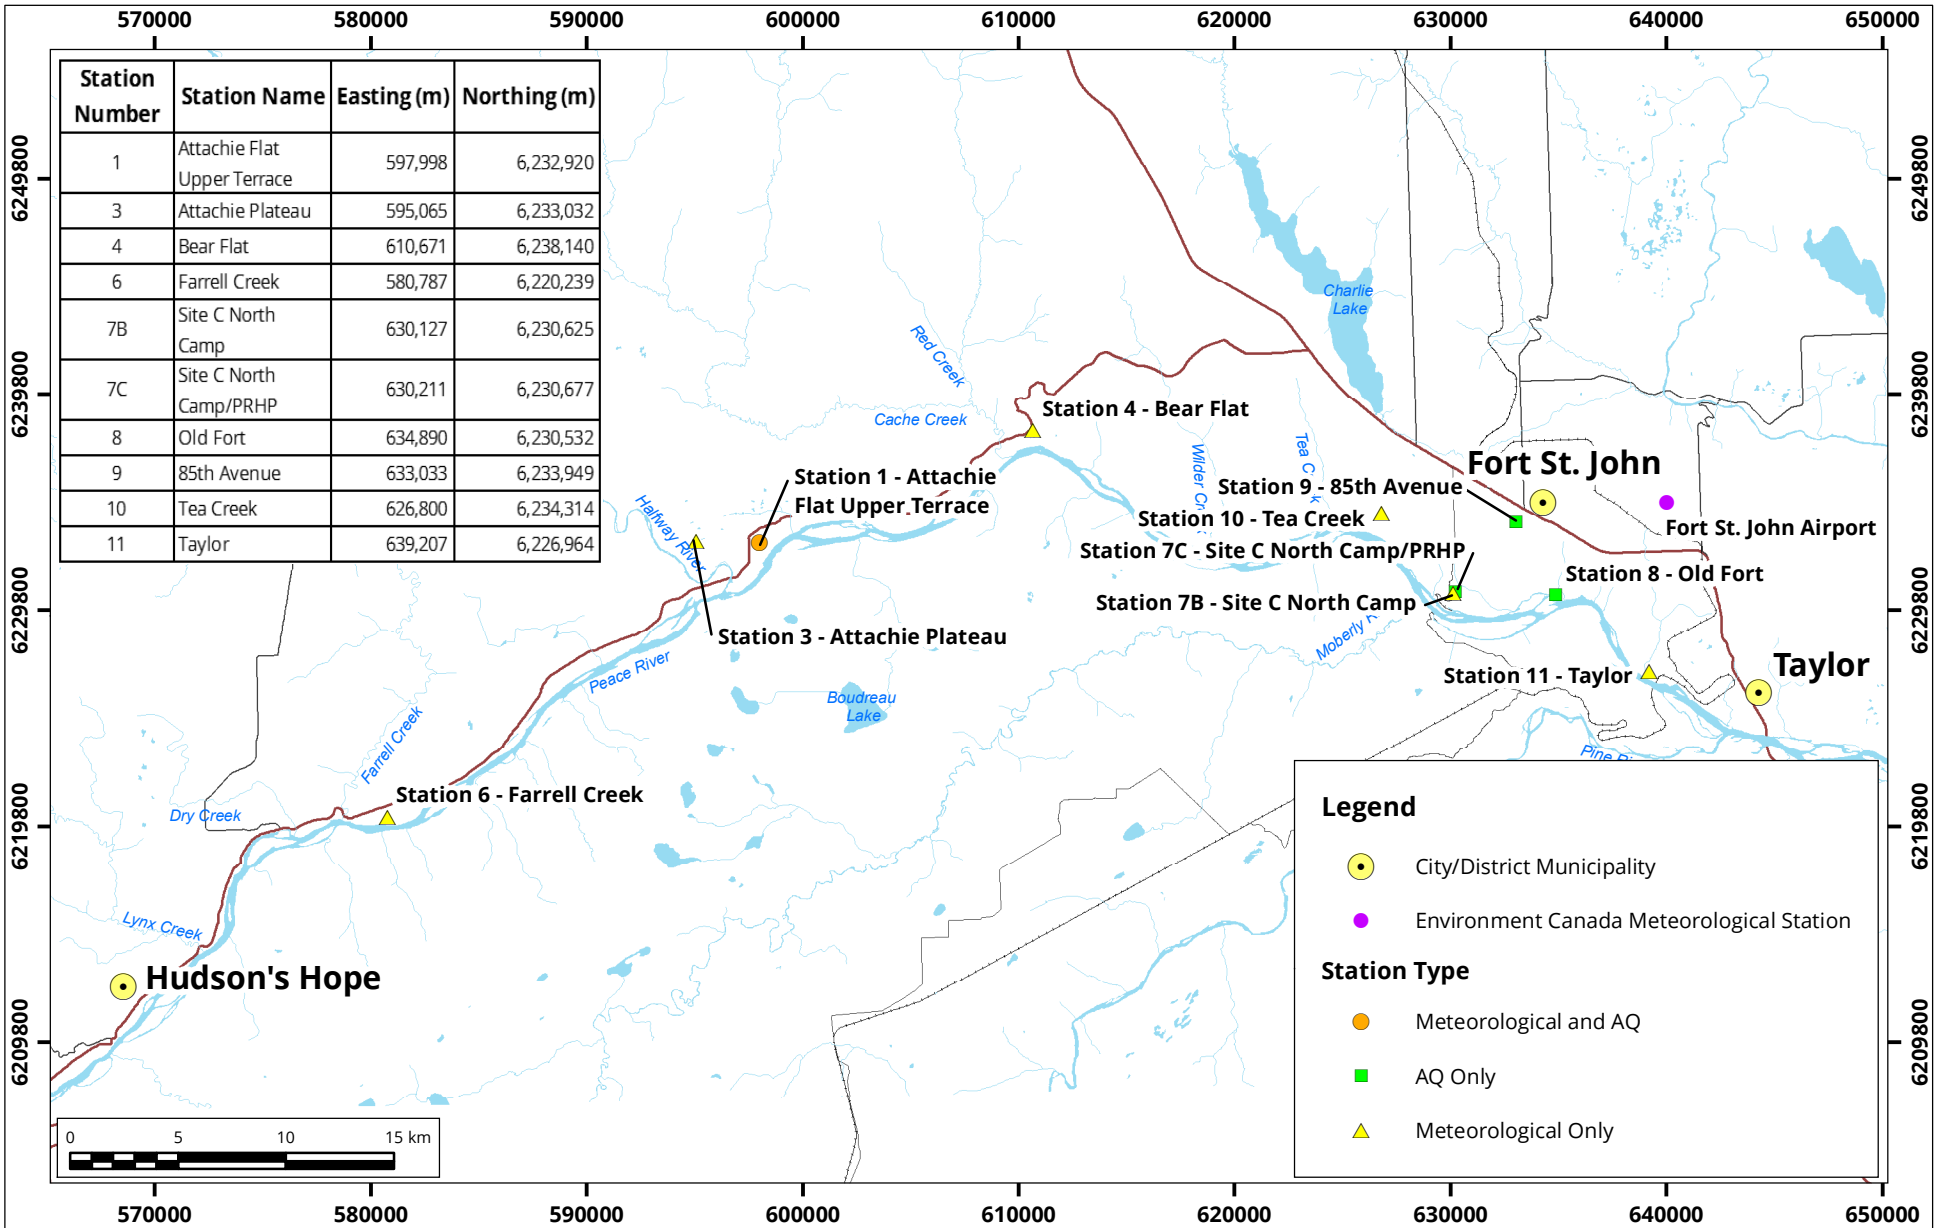 570000 580000 590000 600000 610000 620000 630000 640000 650000
Station Number Station Name Easting (m) Northing (m)
1 Attachie Flat Upper Terrace 597,998 6,232,920
3 Attachie Plateau 595,065 6,233,032
4 Bear Flat 610,671 6,238,140
6 Farrell Creek 580,787 6,220,239
7B Site C North Camp 630,127 6,230,625
7C Site C North Camp/PRHP 630,211 6,230,677
8 Old Fort 634,890 6,230,532
9 85th Avenue 633,033 6,233,949
10 Tea Creek 626,800 6,234,314
11 Taylor 639,207 6,226,964
6249800 6249800
6239800 6239800
6229800 6229800
6219800 6219800
6209800 6209800
Charlie
Lake
Red Creek
Cache Creek
Station 4 - Bear Flat
Wilder Cr
Tea C k
Fort St. John
Station 1 - Attachie
Flat Upper Terrace
Station 9 - 85th Avenue
Station 10 - Tea Creek
Fort St. John Airport
Halfway River
Station 7C - Site C North Camp/PRHP
Station 8 - Old Fort
Station 7B - Site C North Camp
Station 3 - Attachie Plateau
Moberly R
Peace River
Station 11 - Taylor
Taylor
Boudreau
Lake
Farrell Creek
Pine Ri
Station 6 - Farrell Creek
Dry Creek
Lynx Creek
Hudson's Hope
Legend
City/District Municipality
Environment Canada Meteorological Station
Station Type
Meteorological and AQ
AQ Only
Meteorological Only
0 5 10 15 km
570000 580000 590000 600000 610000 620000 630000 640000 650000